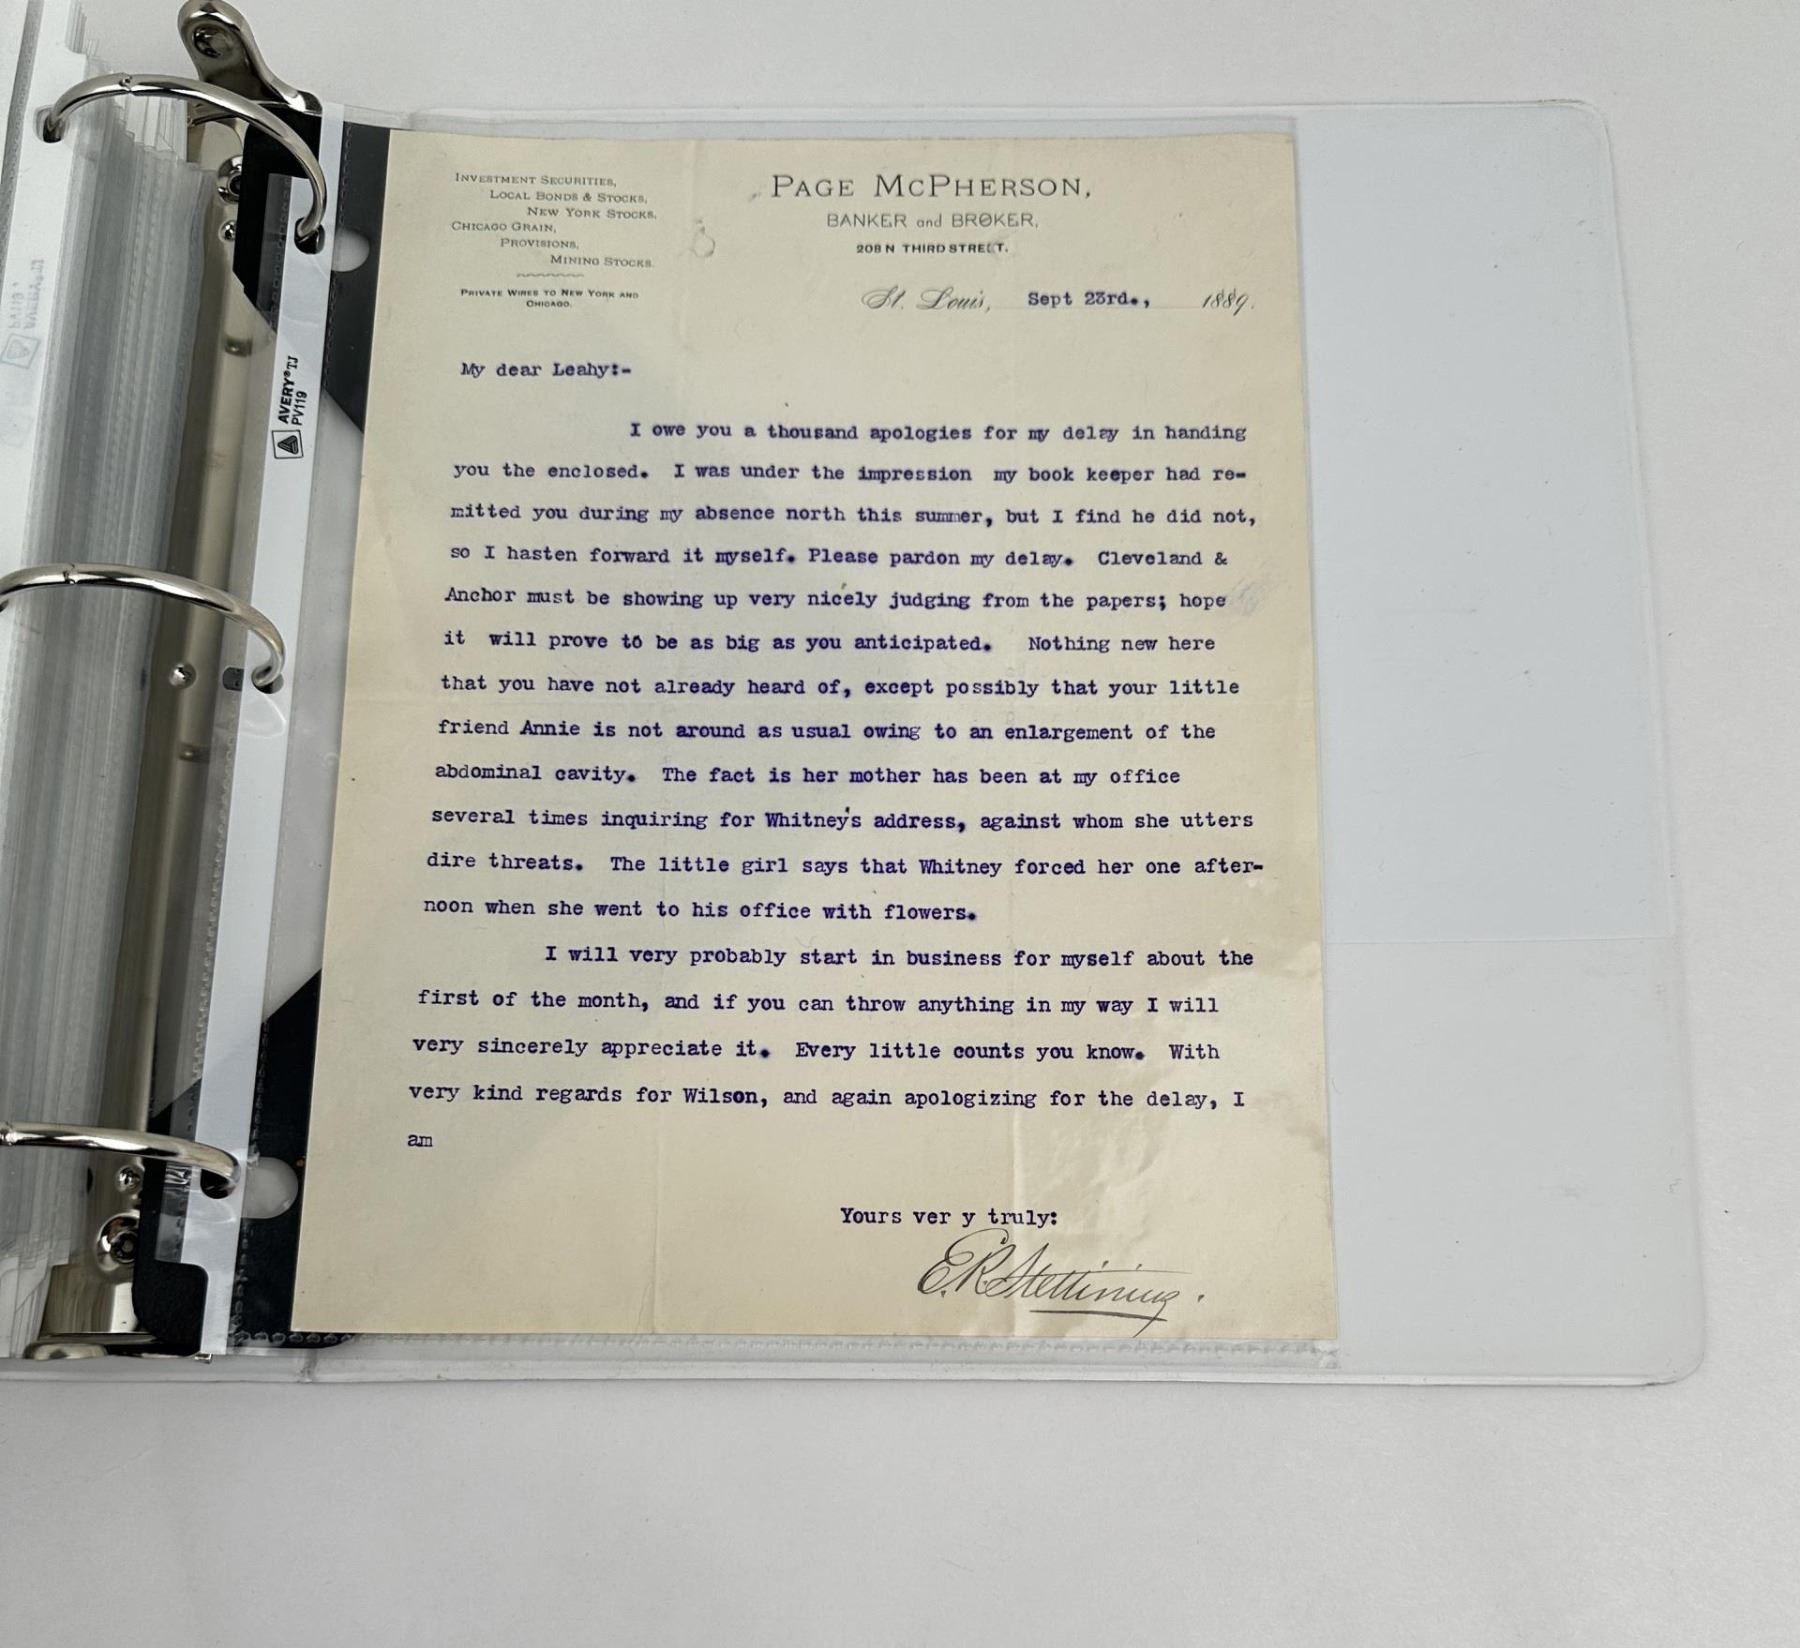 INVESTMENT SECURITIES,
LOCAL BONDS & STOCKS,
NEW YORK STOCKS,
CHICAGO GRAIN,
PROVISIONS,
MINING STOCKS.
PRIVATE WIRES TO NEW YORK AND
CHICAGO.
PAGE MCPHERSON,
BANKER and BROKER,
208 N THIRD STREET.
St. Louis, Sept 23rd., 1889.
My dear Leahy:-
I owe you a thousand apologies for my delay in handing
you the enclosed. I was under the impression my book keeper had re-
mitted you during my absence north this summer, but I find he did not,
so I hasten forward it myself. Please pardon my delay. Cleveland &
Anchor must be showing up very nicely judging from the papers; hope
it will prove to be as big as you anticipated. Nothing new here
that you have not already heard of, except possibly that your little
friend Annie is not around as usual owing to an enlargement of the
abdominal cavity. The fact is her mother has been at my office
several times inquiring for Whitney's address, against whom she utters
dire threats. The little girl says that Whitney forced her one after-
noon when she went to his office with flowers.
I will very probably start in business for myself about the
first of the month, and if you can throw anything in my way I will
very sincerely appreciate it. Every little counts you know. With
very kind regards for Wilson, and again apologizing for the delay, I
am
Yours ver y truly:
E.R.
AVERY® TJ
PV119